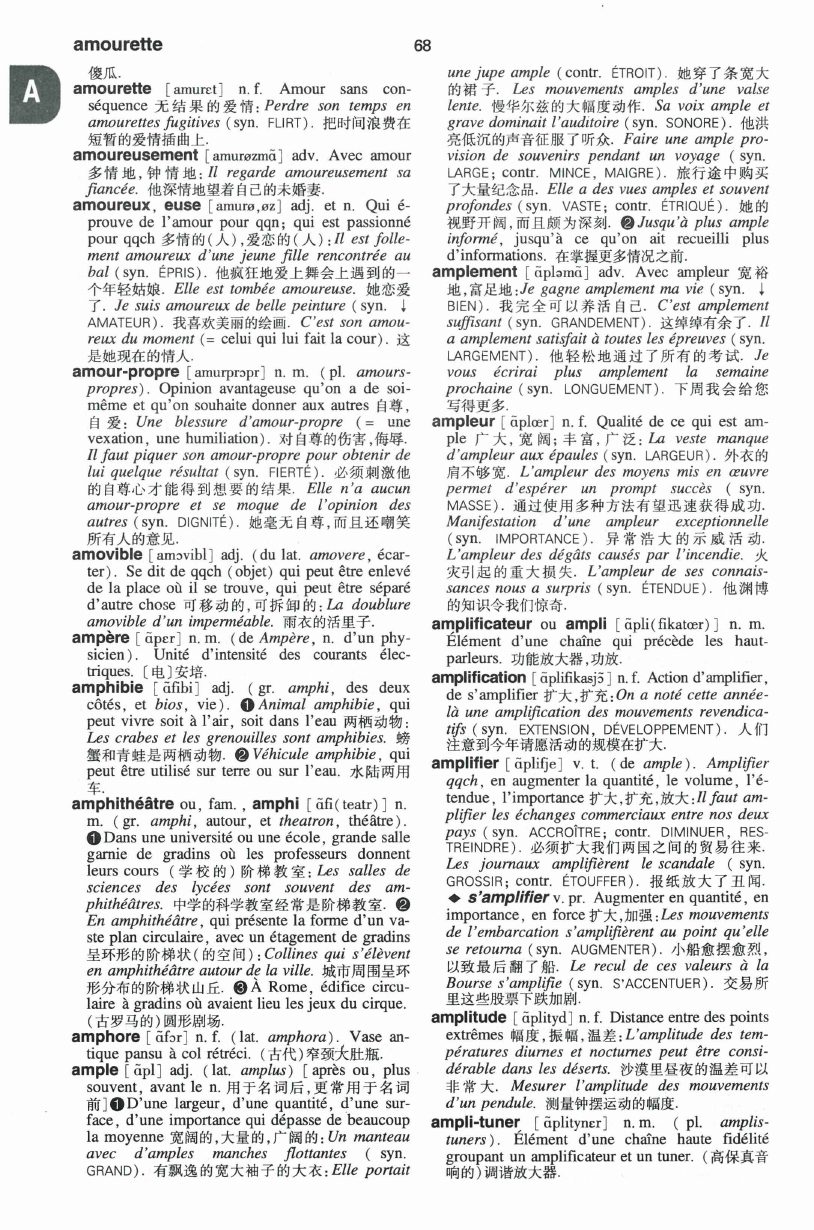 amourette
68
A
傻瓜.
amourette [amurεt] n.f. Amour sans con-
séquence 无结果的爱情: Perdre son temps en
amourettes fugitives (syn. FLIRT). 把时间浪费在
短暂的爱情插曲上.
amoureusement [amurøzmɑ̃] adv. Avec amour
多情地,钟情地: Il regarde amoureusement sa
fiancée. 他深情地望着自己的未婚妻.
amoureux, euse [amurø,øz] adj. et n. Qui é-
prouve de l'amour pour qqn; qui est passionné
pour qqch 多情的(人),爱恋的(人): Il est folle-
ment amoureux d'une jeune fille rencontrée au
bal (syn. ÉPRIS). 他疯狂地爱上舞会上遇到的一
个年轻姑娘. Elle est tombée amoureuse. 她恋爱
了. Je suis amoureux de belle peinture (syn. ↓
AMATEUR). 我喜欢美丽的绘画. C'est son amou-
reux du moment (= celui qui lui fait la cour). 这
是她现在的情人.
amour-propre [amurprɔpr] n. m. (pl. amours-
propres). Opinion avantageuse qu'on a de soi-
même et qu'on souhaite donner aux autres 自尊,
自爱: Une blessure d'amour-propre (= une
vexation, une humiliation). 对自尊的伤害,侮辱.
Il faut piquer son amour-propre pour obtenir de
lui quelque résultat (syn. FIERTÉ). 必须刺激他
的自尊心才能得到想要的结果. Elle n'a aucun
amour-propre et se moque de l'opinion des
autres (syn. DIGNITÉ). 她毫无自尊,而且还嘲笑
所有人的意见.
amovible [amɔvibl] adj. (du lat. amovere, écar-
ter). Se dit de qqch (objet) qui peut être enlevé
de la place où il se trouve, qui peut être séparé
d'autre chose 可移动的,可拆卸的: La doublure
amovible d'un imperméable. 雨衣的活里子.
ampère [ɑ̃pεr] n. m. (de Ampère, n. d'un phy-
sicien). Unité d'intensité des courants élec-
triques. [电]安培.
amphibie [ɑ̃fibi] adj. (gr. amphi, des deux
côtés, et bios, vie). ❶Animal amphibie, qui
peut vivre soit à l'air, soit dans l'eau 两栖动物:
Les crabes et les grenouilles sont amphibies. 螃
蟹和青蛙是两栖动物. ❷Véhicule amphibie, qui
peut être utilisé sur terre ou sur l'eau. 水陆两用
车.
amphithéâtre ou, fam., amphi [ɑ̃fi(teatr)] n.
m. (gr. amphi, autour, et theatron, théâtre).
❶Dans une université ou une école, grande salle
garnie de gradins où les professeurs donnent
leurs cours (学校的)阶梯教室: Les salles de
sciences des lycées sont souvent des am-
phithéâtres. 中学的科学教室经常是阶梯教室. ❷
En amphithéâtre, qui présente la forme d'un va-
ste plan circulaire, avec un étagement de gradins
呈环形的阶梯状(的空间): Collines qui s'élèvent
en amphithéâtre autour de la ville. 城市周围呈环
形分布的阶梯状山丘. ❸À Rome, édifice circu-
laire à gradins où avaient lieu les jeux du cirque.
(古罗马的)圆形剧场.
amphore [ɑ̃fɔr] n. f. (lat. amphora). Vase an-
tique pansu à col rétréci. (古代)窄颈大肚瓶.
ample [ɑ̃pl] adj. (lat. amplus) [après ou, plus
souvent, avant le n. 用于名词后,更常用于名词
前]❶D'une largeur, d'une quantité, d'une sur-
face, d'une importance qui dépasse de beaucoup
la moyenne 宽阔的,大量的,广阔的: Un manteau
avec d'amples manches flottantes (syn.
GRAND). 有飘逸的宽大袖子的大衣: Elle portait
une jupe ample (contr. ÉTROIT). 她穿了条宽大
的裙子. Les mouvements amples d'une valse
lente. 慢华尔兹的大幅度动作. Sa voix ample et
grave dominait l'auditoire (syn. SONORE). 他洪
亮低沉的声音征服了听众. Faire une ample pro-
vision de souvenirs pendant un voyage (syn.
LARGE; contr. MINCE, MAIGRE). 旅行途中购买
了大量纪念品. Elle a des vues amples et souvent
profondes (syn. VASTE; contr. ÉTRIQUÉ). 她的
视野开阔,而且颇为深刻. ❷Jusqu'à plus ample
informé, jusqu'à ce qu'on ait recueilli plus
d'informations. 在掌握更多情况之前.
amplement [ɑ̃pləmɑ̃] adv. Avec ampleur 宽裕
地,富足地: Je gagne amplement ma vie (syn. ↓
BIEN). 我完全可以养活自己. C'est amplement
suffisant (syn. GRANDEMENT). 这绰绰有余了. Il
a amplement satisfait à toutes les épreuves (syn.
LARGEMENT). 他轻松地通过了所有的考试. Je
vous écrirai plus amplement la semaine
prochaine (syn. LONGUEMENT). 下周我会给您
写得更多.
ampleur [ɑ̃plœr] n. f. Qualité de ce qui est am-
ple 广大,宽阔;丰富,广泛: La veste manque
d'ampleur aux épaules (syn. LARGEUR). 外衣的
肩不够宽. L'ampleur des moyens mis en œuvre
permet d'espérer un prompt succès (syn.
MASSE). 通过使用多种方法有望迅速获得成功.
Manifestation d'une ampleur exceptionnelle
(syn. IMPORTANCE). 异常浩大的示威活动.
L'ampleur des dégâts causés par l'incendie. 火
灾引起的重大损失. L'ampleur de ses connais-
sances nous a surpris (syn. ÉTENDUE). 他渊博
的知识令我们惊奇.
amplificateur ou ampli [ɑ̃pli(fikatœr)] n. m.
Élément d'une chaîne qui précède les haut-
parleurs. 功能放大器,功放.
amplification [ɑ̃plifikasjɔ̃] n. f. Action d'amplifier,
de s'amplifier 扩大,扩充: On a noté cette année-
là une amplification des mouvements revendica-
tifs (syn. EXTENSION, DÉVELOPPEMENT). 人们
注意到今年请愿活动的规模在扩大.
amplifier [ɑ̃plifje] v. t. (de ample). Amplifier
qqch, en augmenter la quantité, le volume, l'é-
tendue, l'importance 扩大,扩充,放大: Il faut am-
plifier les échanges commerciaux entre nos deux
pays (syn. ACCROÎTRE; contr. DIMINUER, RES-
TREINDRE). 必须扩大我们两国之间的贸易往来.
Les journaux amplifièrent le scandale (syn.
GROSSIR; contr. ÉTOUFFER). 报纸放大了丑闻.
◆ s'amplifier v. pr. Augmenter en quantité, en
importance, en force 扩大,加强: Les mouvements
de l'embarcation s'amplifièrent au point qu'elle
se retourna (syn. AUGMENTER). 小船愈摆愈烈,
以致最后翻了船. Le recul de ces valeurs à la
Bourse s'amplifie (syn. S'ACCENTUER). 交易所
里这些股票下跌加剧.
amplitude [ɑ̃plityd] n. f. Distance entre des points
extrêmes 幅度,振幅,温差: L'amplitude des tem-
pératures diurnes et nocturnes peut être consi-
dérable dans les déserts. 沙漠里昼夜的温差可以
非常大. Mesurer l'amplitude des mouvements
d'un pendule. 测量钟摆运动的幅度.
ampli-tuner [ɑ̃plitynεr] n. m. (pl. amplis-
tuners). Élément d'une chaîne haute fidélité
groupant un amplificateur et un tuner. (高保真音
响的)调谐放大器.